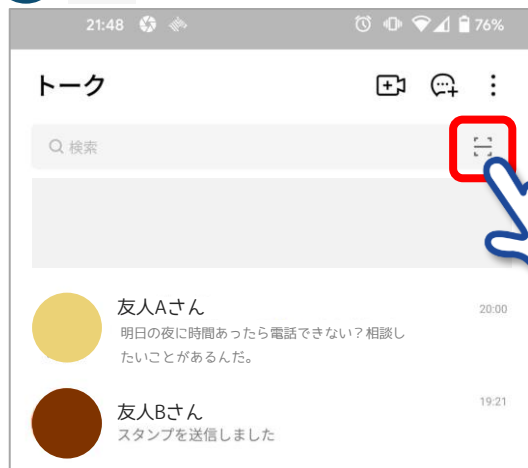 21:48 76%
トーク
検索
友人Aさん 20:00
明日の夜に時間あったら電話できない?相談し
たいことがあるんだ。
友人Bさん 19:21
スタンプを送信しました